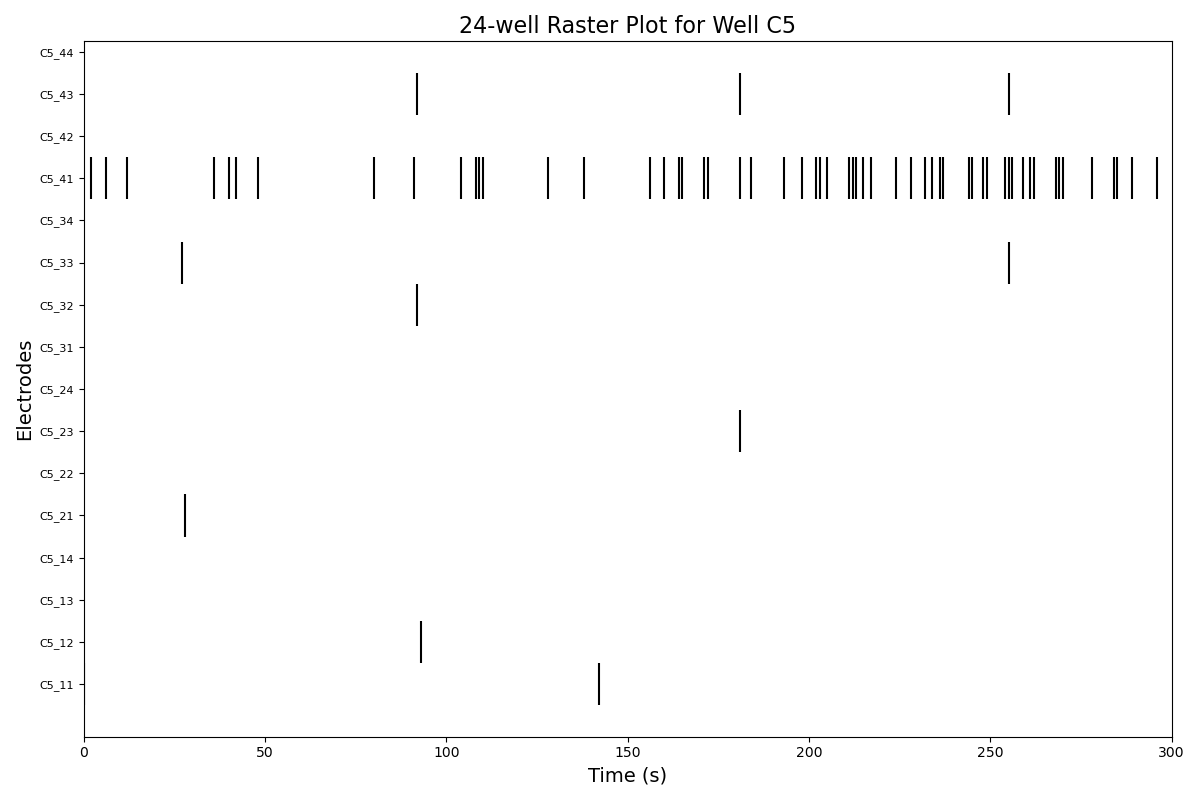 24-well Raster Plot for Well C5
C5_44
C5_43
C5_42
C5_41
C5_34
C5_33
C5_32
C5_31
C5_24
C5_23
C5_22
C5_21
C5_14
C5_13
C5_12
C5_11
Electrodes
0 50 100 150 200 250 300
Time (s)